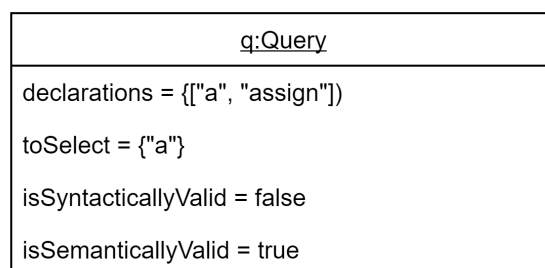 q:Query
declarations = {["a", "assign"])
toSelect = {"a"}
isSyntacticallyValid = false
isSemanticallyValid = true